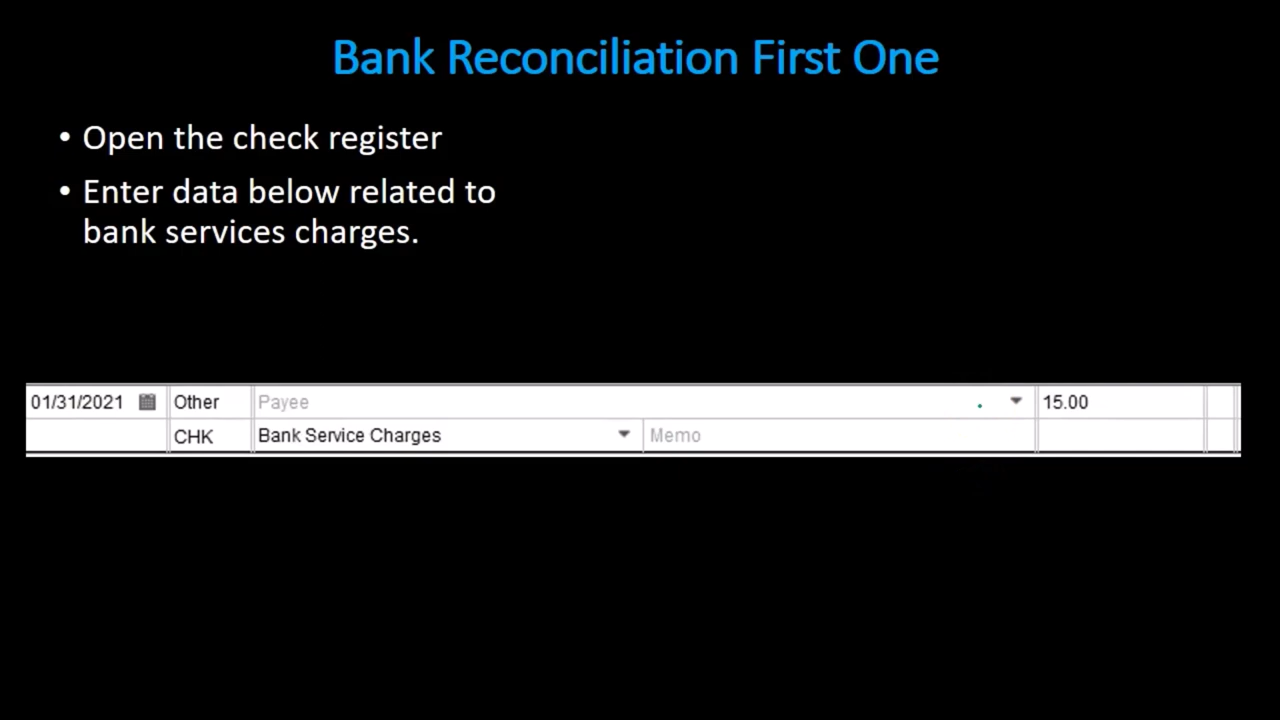 Bank Reconciliation First One
• Open the check register
• Enter data below related to
bank services charges.
01/31/2021 Other Payee 15.00
CHK Bank Service Charges Memo